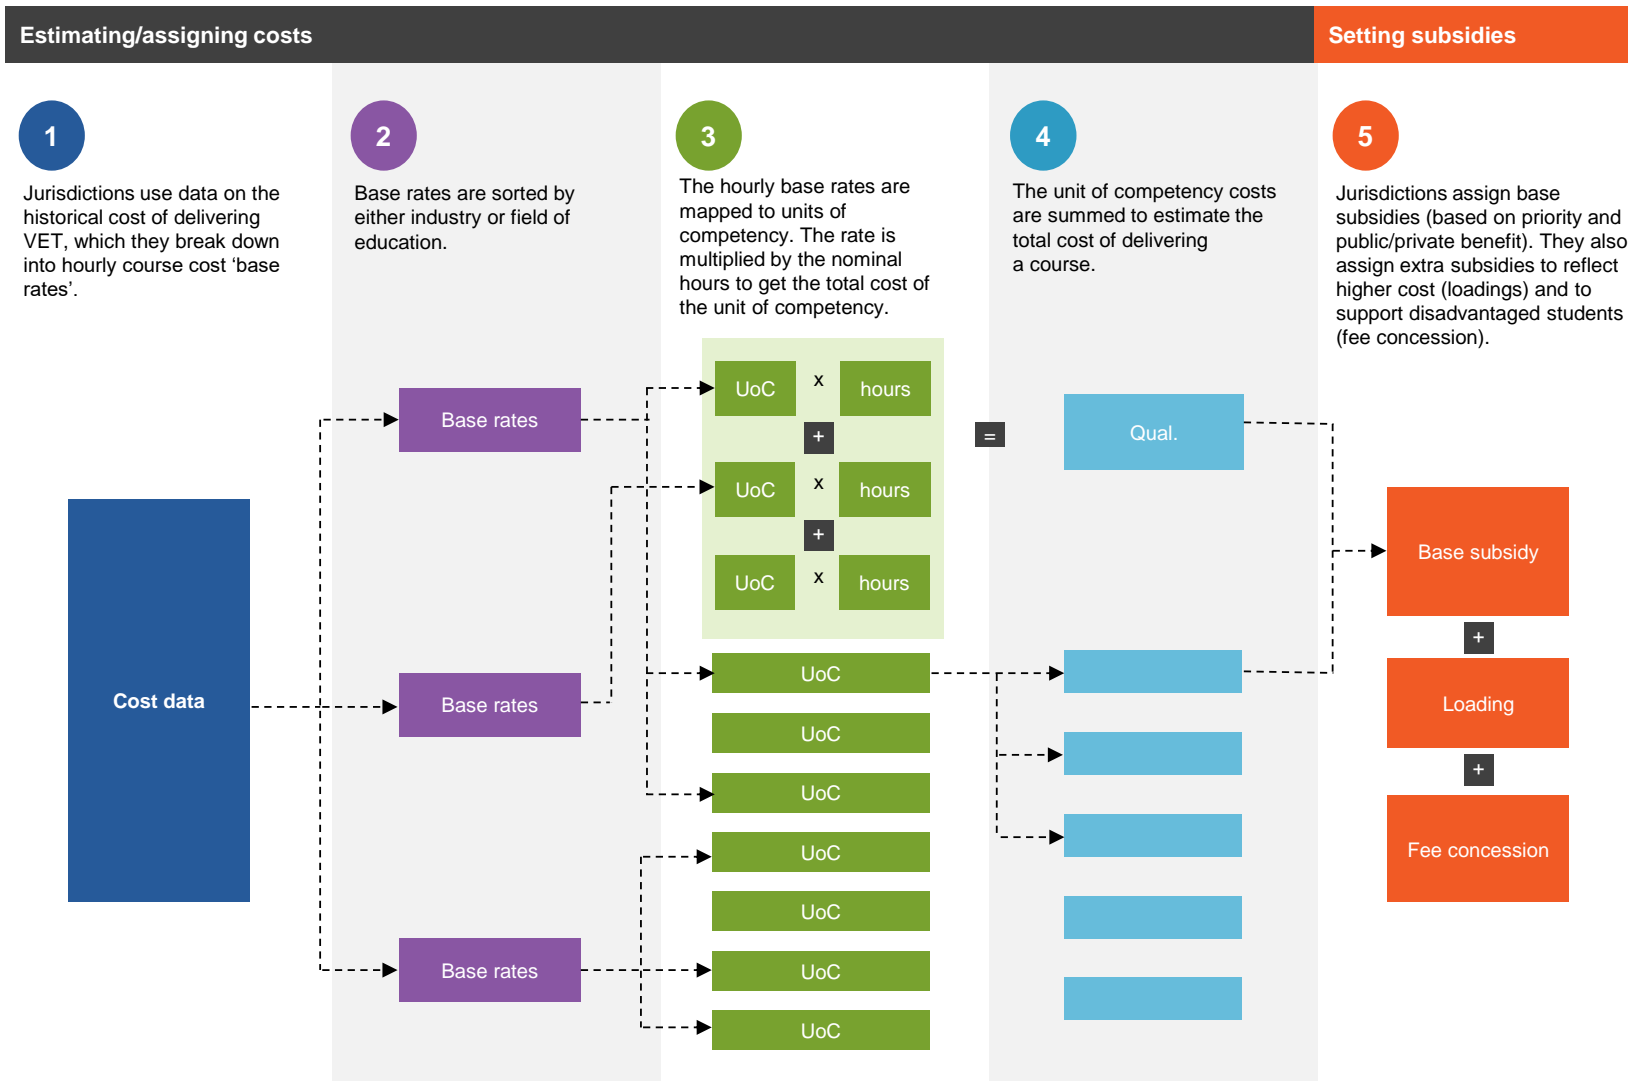 Estimating/assigning costs
Setting subsidies
1
Jurisdictions use data on the
historical cost of delivering
VET, which they break down
into hourly course cost ‘base
rates’.
2
Base rates are sorted by
either industry or field of
education.
3
The hourly base rates are
mapped to units of
competency. The rate is
multiplied by the nominal
hours to get the total cost of
the unit of competency.
4
The unit of competency costs
are summed to estimate the
total cost of delivering
a course.
5
Jurisdictions assign base
subsidies (based on priority and
public/private benefit). They also
assign extra subsidies to reflect
higher cost (loadings) and to
support disadvantaged students
(fee concession).
Cost data
Base rates
Base rates
Base rates
UoC x hours
+
UoC x hours
+
UoC x hours
UoC
UoC
UoC
UoC
UoC
UoC
UoC
=
Qual.
Base subsidy
+
Loading
+
Fee concession